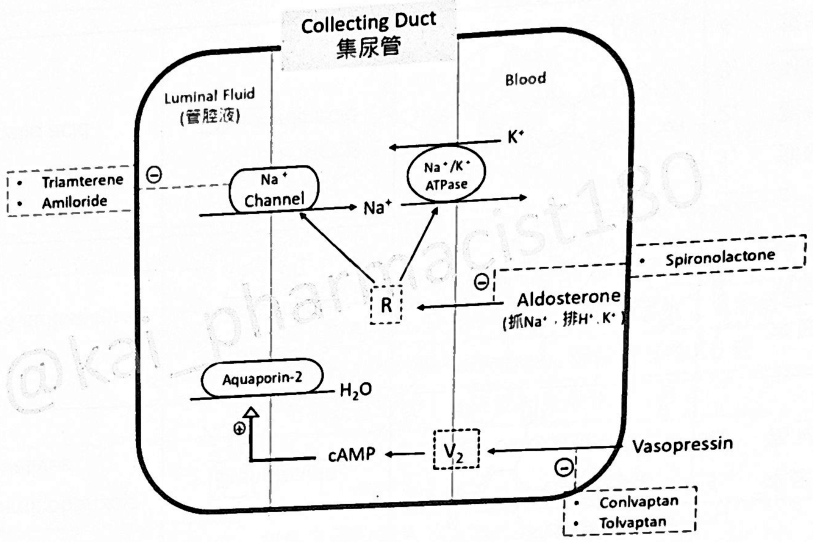 Collecting Duct
集尿管
Luminal Fluid
(管腔液)
Blood
K⁺
• Triamterene
• Amiloride
⊖
Na⁺
Channel
Na⁺
Na⁺/K⁺
ATPase
• Spironolactone
⊖
R
Aldosterone
(抓Na⁺,排H⁺.K⁺)
Aquaporin-2
H₂O
⊕
cAMP
V₂
Vasopressin
⊖
• Conlvaptan
• Tolvaptan
@kai_pharmacist180